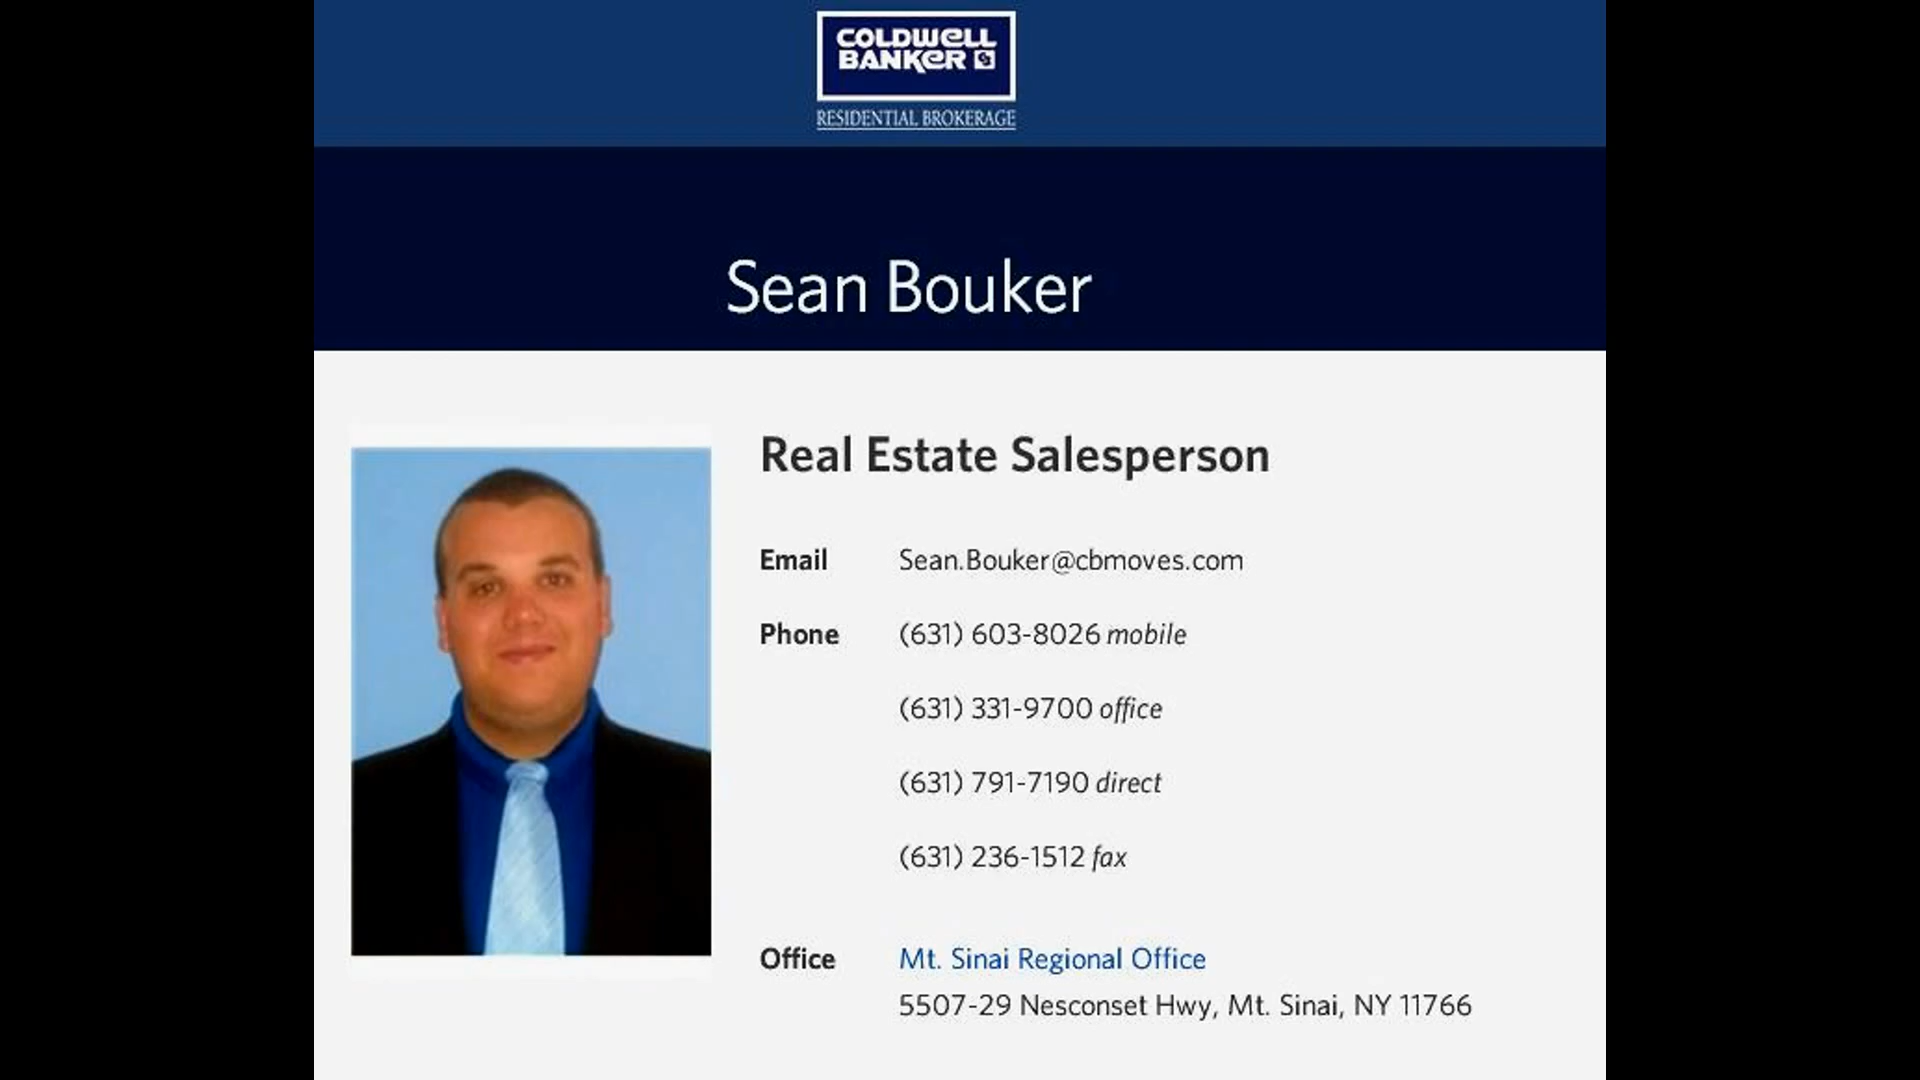 COLDWELL
BANKER
RESIDENTIAL BROKERAGE
Sean Bouker
Real Estate Salesperson
Email Sean.Bouker@cbmoves.com
Phone (631) 603-8026 mobile
(631) 331-9700 office
(631) 791-7190 direct
(631) 236-1512 fax
Office Mt. Sinai Regional Office
5507-29 Nesconset Hwy, Mt. Sinai, NY 11766